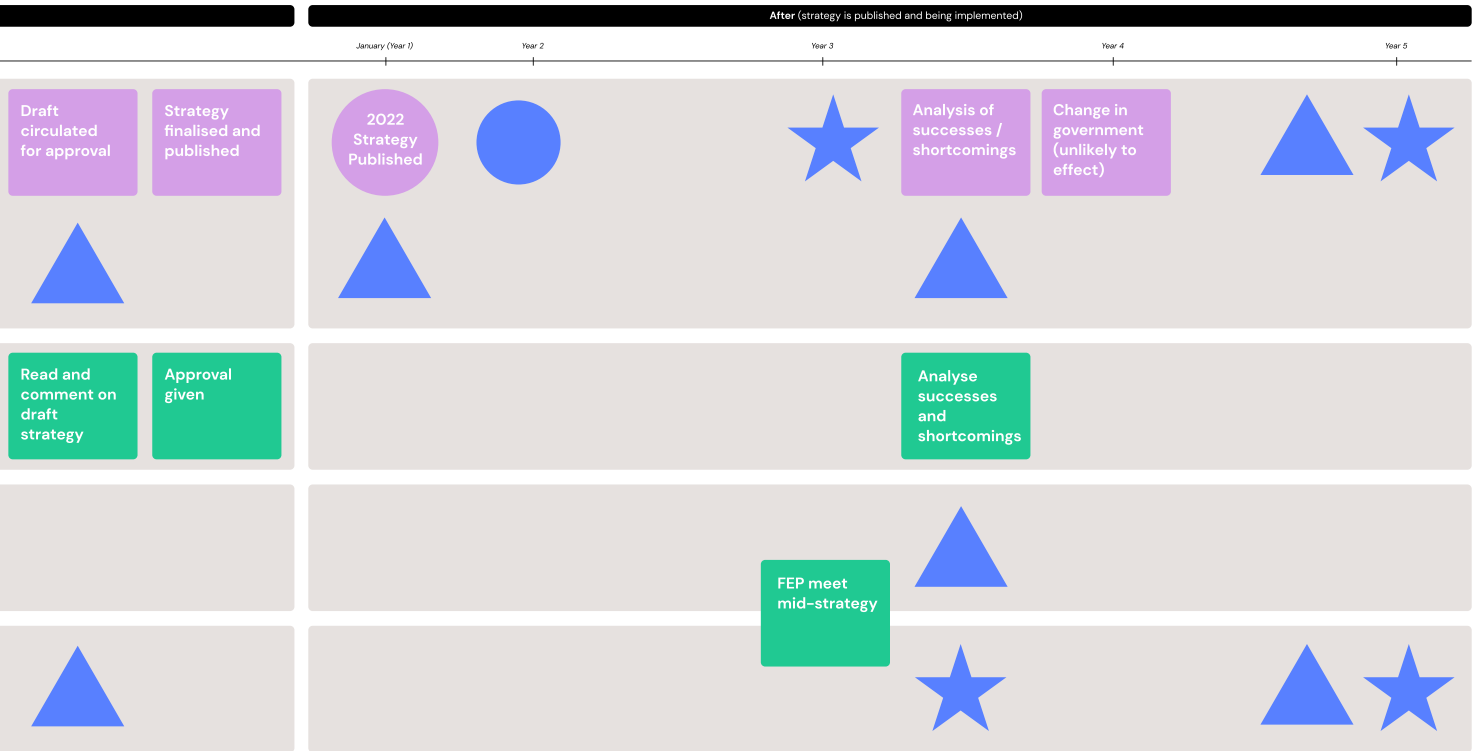 After (strategy is published and being implemented)
January (Year 1)
Year 2
Year 3
Year 4
Year 5
Draft
circulated
for approval
Strategy
finalised and
published
2022
Strategy
Published
Analysis of
successes /
shortcomings
Change in
government
(unlikely to
effect)
Read and
comment on
draft
strategy
Approval
given
Analyse
successes
and
shortcomings
FEP meet
mid-strategy